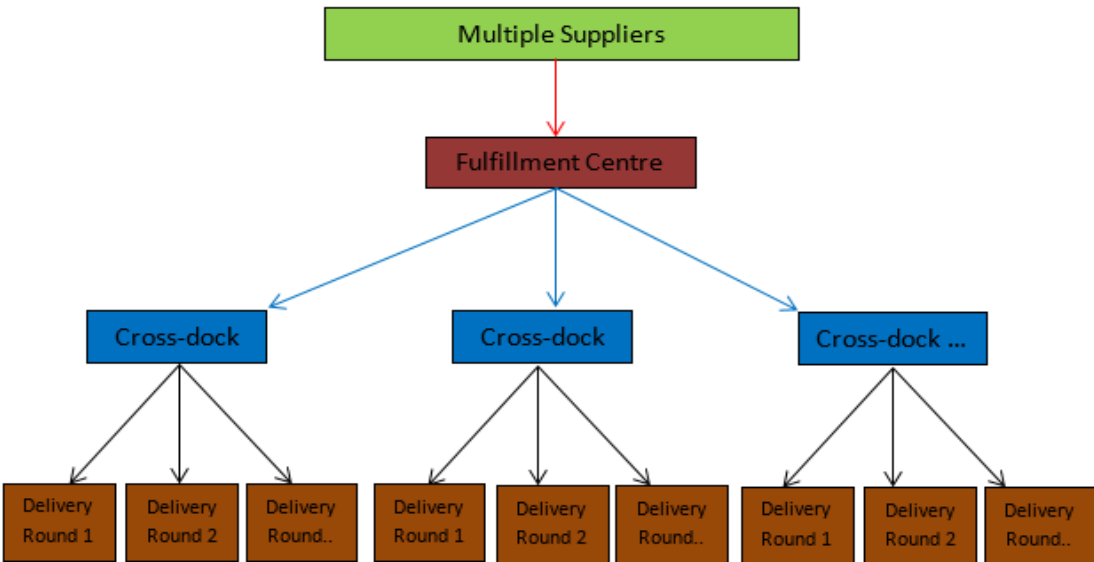 Multiple Suppliers
Fulfillment Centre
Cross-dock
Cross-dock
Cross-dock ...
Delivery
Round 1
Delivery
Round 2
Delivery
Round..
Delivery
Round 1
Delivery
Round 2
Delivery
Round..
Delivery
Round 1
Delivery
Round 2
Delivery
Round..